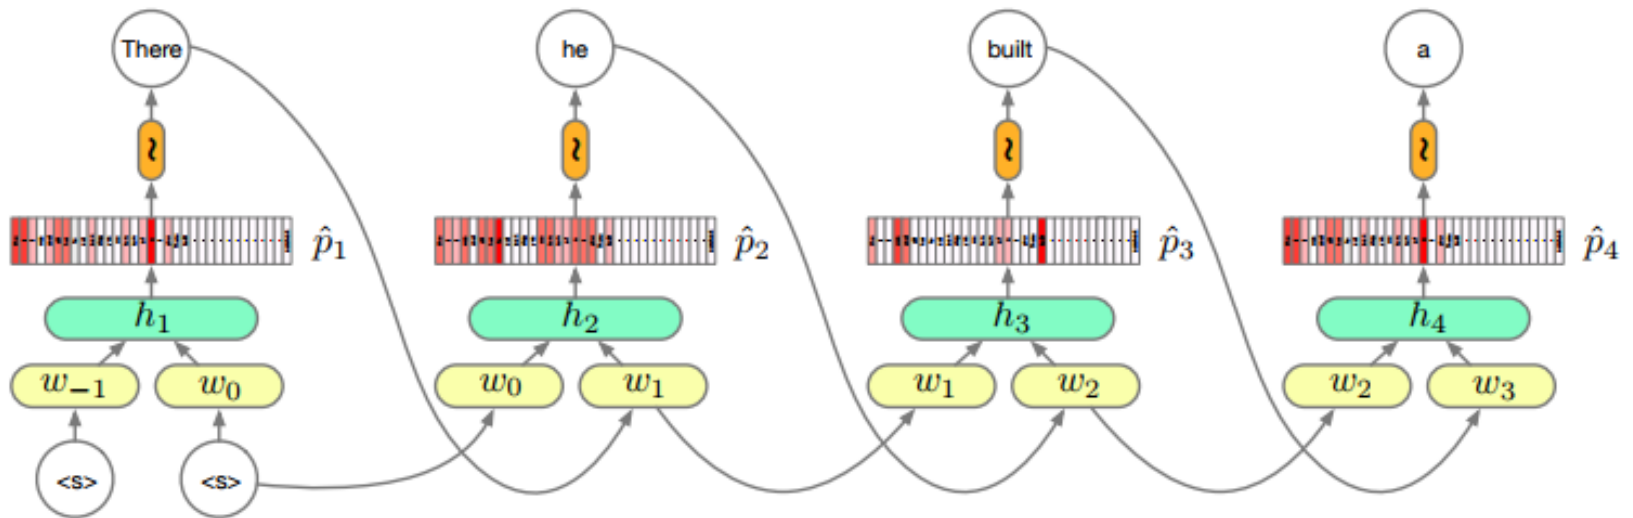 There he built a
~ ~ ~ ~
p̂₁ p̂₂ p̂₃ p̂₄
h₁ h₂ h₃ h₄
w₋₁ w₀ w₀ w₁ w₁ w₂ w₂ w₃
<s> <s>